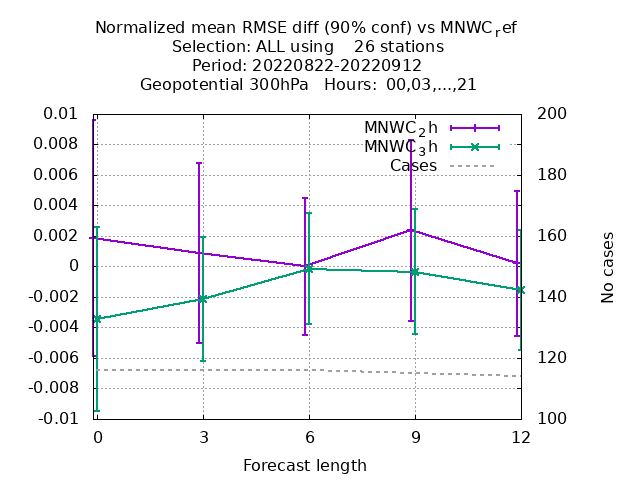 Normalized mean RMSE diff (90% conf) vs MNWCref
Selection: ALL using 26 stations
Period: 20220822-20220912
Geopotential 300hPa Hours: 00,03,...,21
0.01 200
MNWC2h
0.008 180
MNWC3h
Cases
0.006
0.004
0.002 160
0
-0.002 140
-0.004
-0.006 120
-0.008
-0.01 100
No cases
0 3 6 9 12
Forecast length